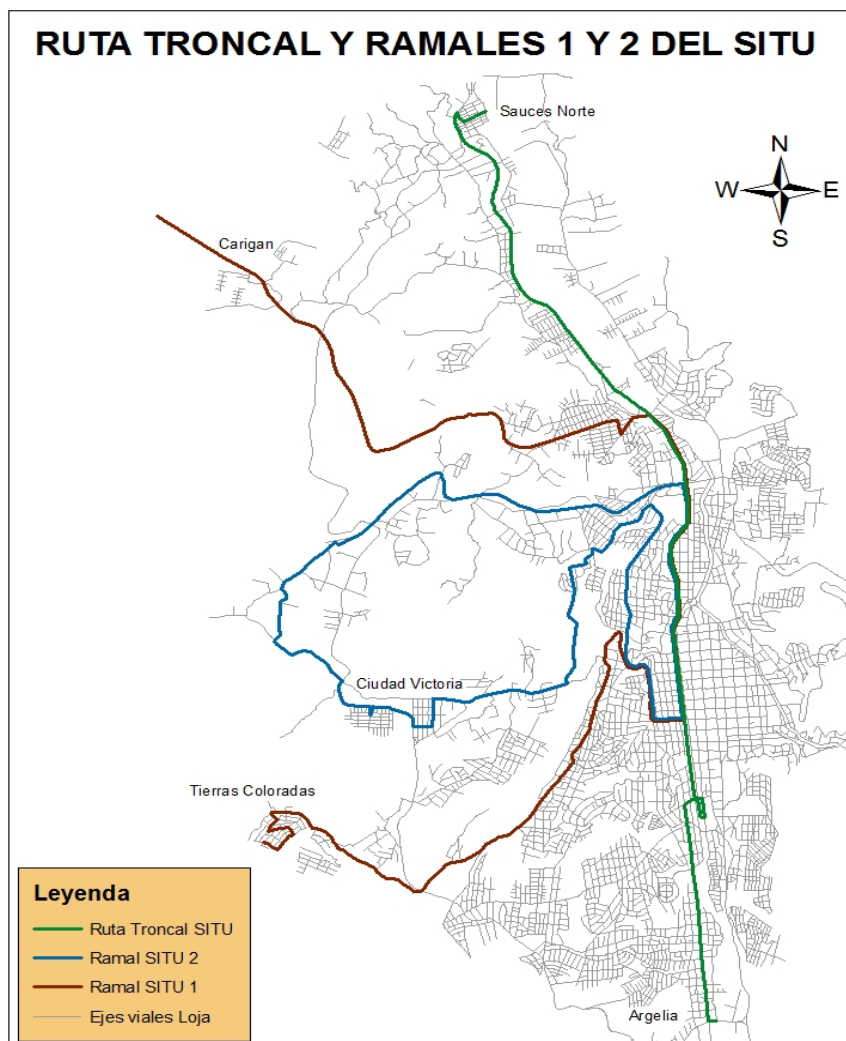 RUTA TRONCAL Y RAMALES 1 Y 2 DEL SITU
Sauces Norte
N
W E
S
Carigan
Ciudad Victoria
Tierras Coloradas
Leyenda
Ruta Troncal SITU
Ramal SITU 2
Ramal SITU 1
Ejes viales Loja
Argelia